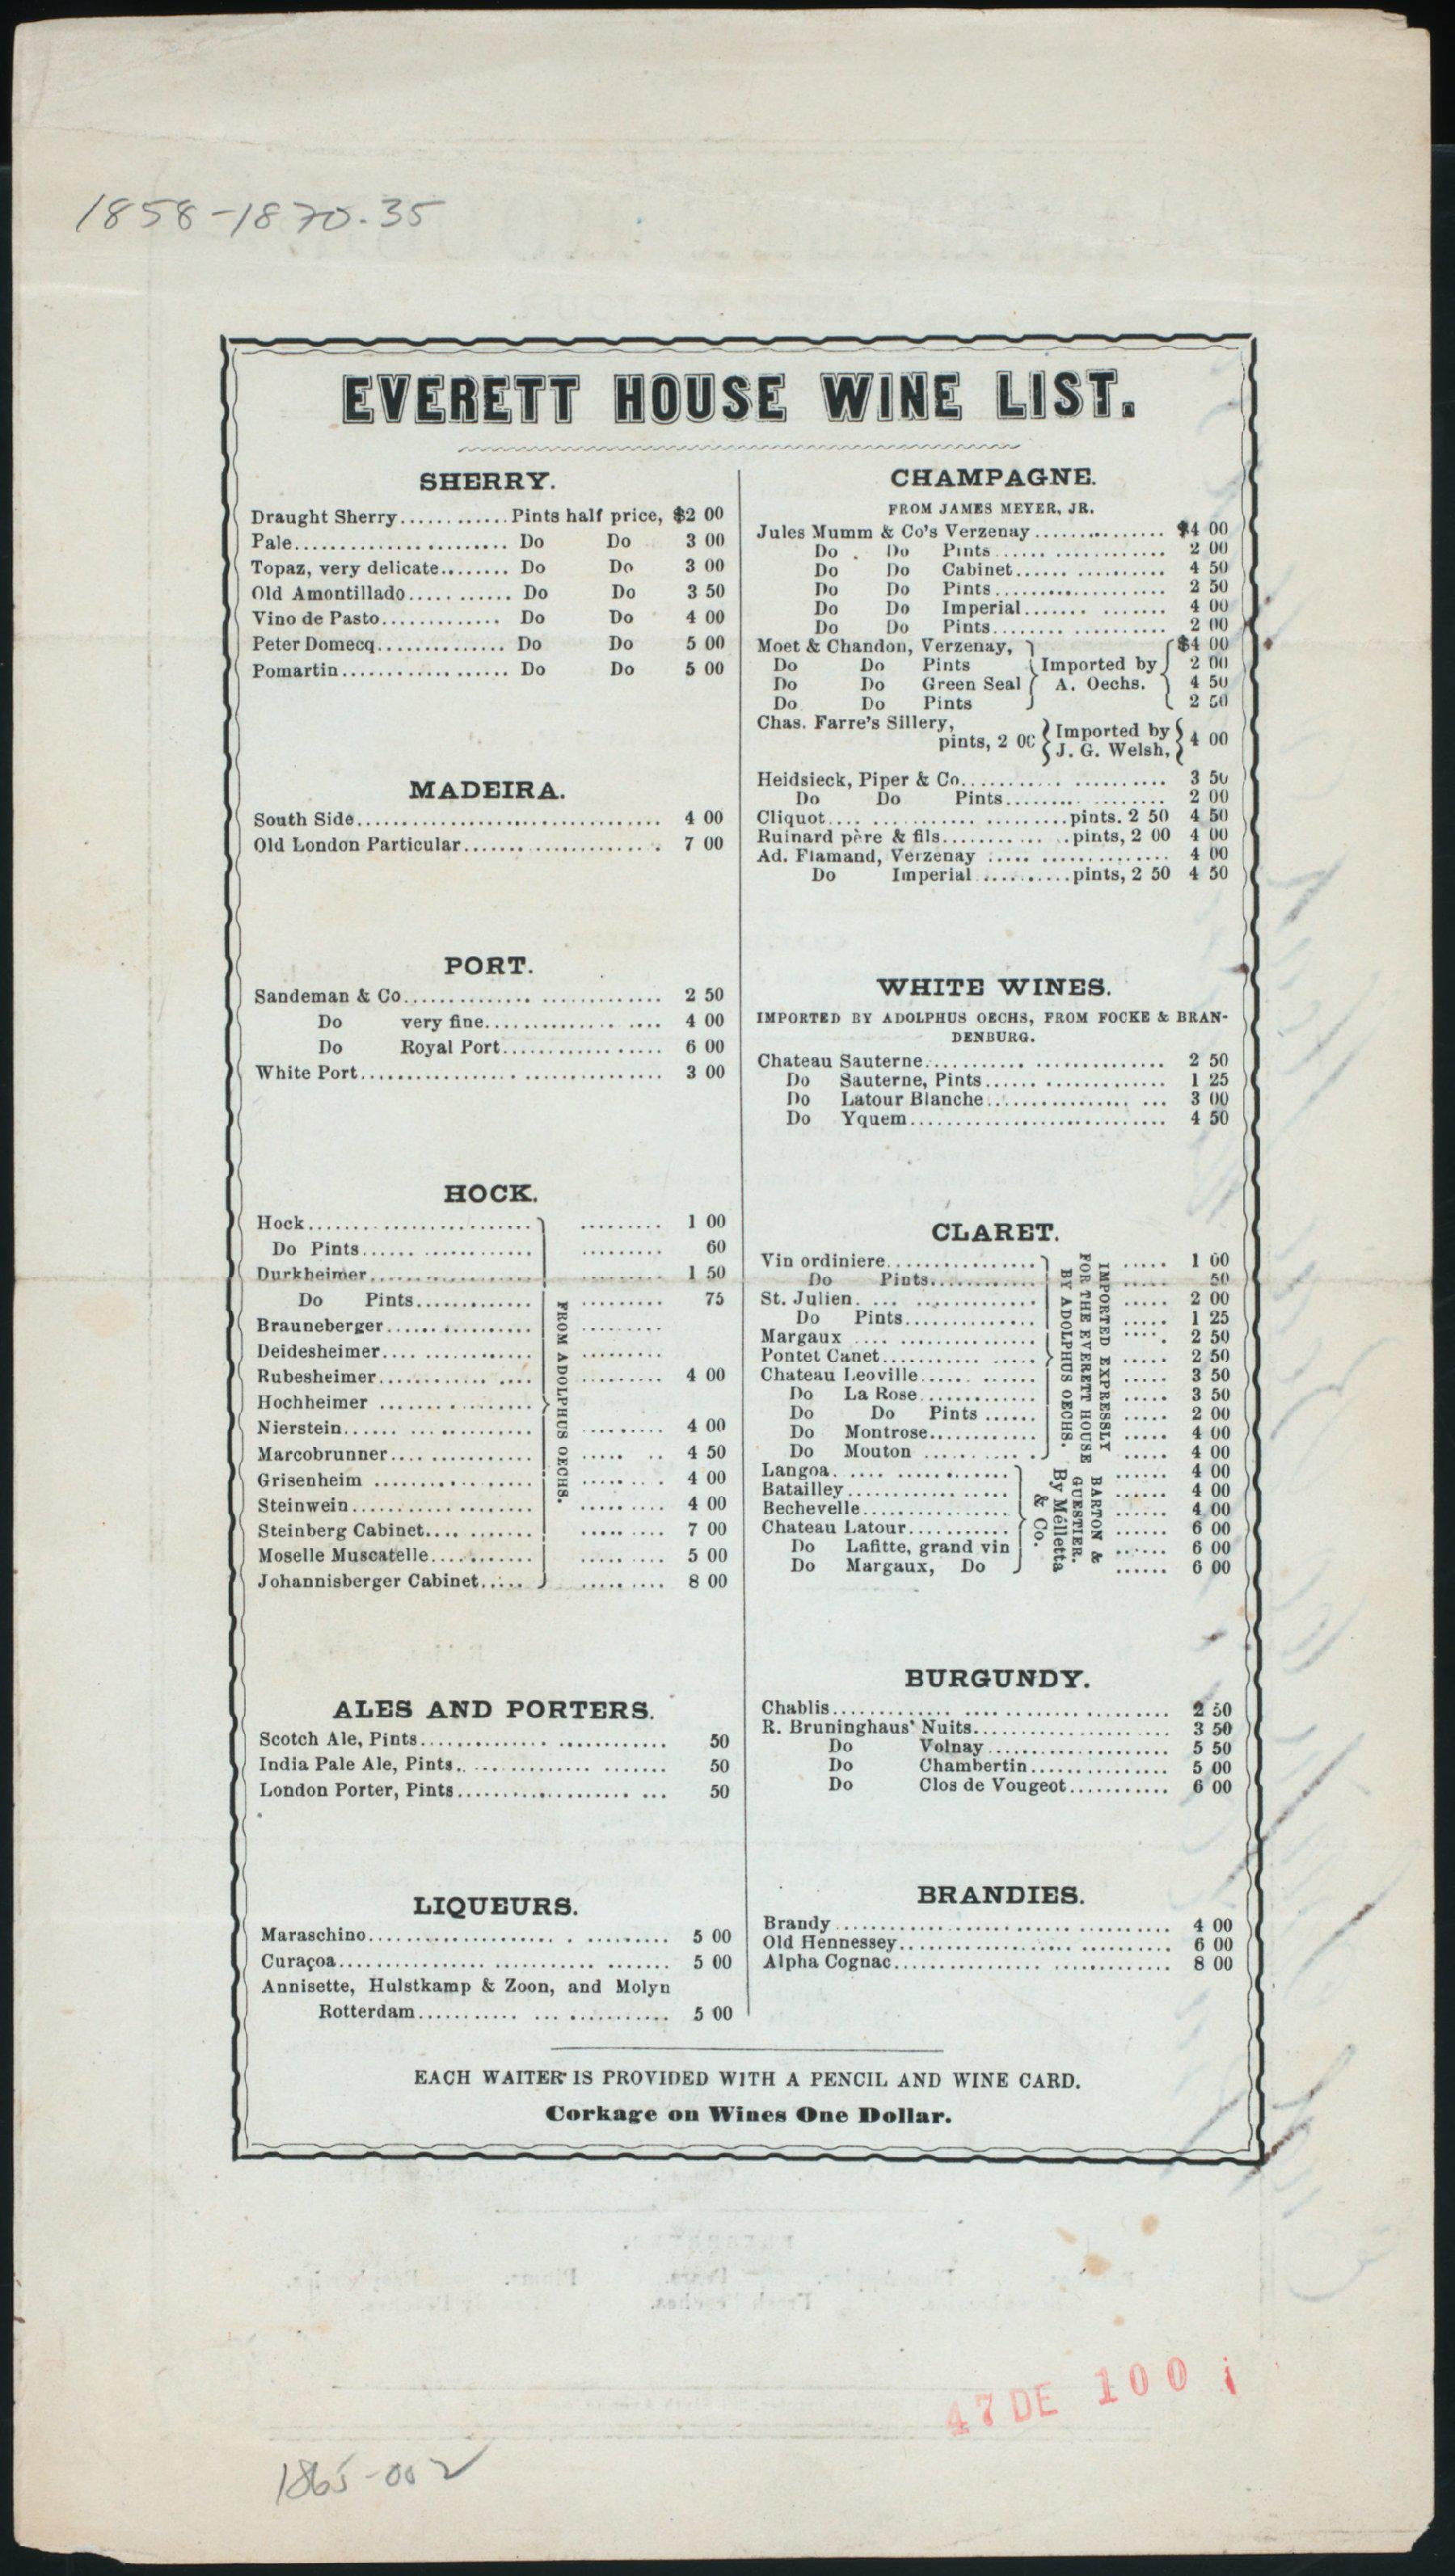 1858-1870.35
EVERETT HOUSE WINE LIST.
SHERRY.
Draught Sherry............Pints half price, $2 00
Pale........................ Do Do 3 00
Topaz, very delicate........ Do Do 3 00
Old Amontillado............ Do Do 3 50
Vino de Pasto............. Do Do 4 00
Peter Domecq.............. Do Do 5 00
Pomartin.................. Do Do 5 00
MADEIRA.
South Side.................................. 4 00
Old London Particular...................... 7 00
PORT.
Sandeman & Co............................ 2 50
Do very fine.................... 4 00
Do Royal Port.................. 6 00
White Port.................................. 3 00
HOCK.
Hock.................................. 1 00
Do Pints............................ 60
Durkheimer............................ 1 50
Do Pints...................... 75
Brauneberger..........................
Deidesheimer..........................
Rubesheimer.......................... 4 00
Hochheimer ..................
Nierstein.............................. 4 00
Marcobrunner.......................... 4 50
Grisenheim .......................... 4 00
Steinwein............................ 4 00
Steinberg Cabinet...................... 7 00
Moselle Muscatelle.................... 5 00
Johannisberger Cabinet................ 8 00
FROM ADOLPHUS OECHS.
ALES AND PORTERS.
Scotch Ale, Pints.......................... 50
India Pale Ale, Pints...................... 50
London Porter, Pints...................... 50
LIQUEURS.
Maraschino.............................. 5 00
Curaçoa.................................. 5 00
Annisette, Hulstkamp & Zoon, and Molyn
Rotterdam.......................... 5 00
CHAMPAGNE.
FROM JAMES MEYER, JR.
Jules Mumm & Co's Verzenay............... $4 00
Do Do Pints.................. 2 00
Do Do Cabinet................ 4 50
Do Do Pints.................. 2 50
Do Do Imperial............... 4 00
Do Do Pints.................. 2 00
Moet & Chandon, Verzenay, $4 00
Do Do Pints Imported by 2 00
Do Do Green Seal A. Oechs. 4 50
Do Do Pints 2 50
Chas. Farre's Sillery,
pints, 2 00 Imported by J. G. Welsh, 4 00
Heidsieck, Piper & Co...................... 3 50
Do Do Pints................ 2 00
Cliquot..........................pints. 2 50 4 50
Ruinard père & fils.............pints, 2 00 4 00
Ad. Flamand, Verzenay .................. 4 00
Do Imperial..........pints, 2 50 4 50
WHITE WINES.
IMPORTED BY ADOLPHUS OECHS, FROM FOCKE & BRAN-
DENBURG.
Chateau Sauterne.......................... 2 50
Do Sauterne, Pints.................... 1 25
Do Latour Blanche.................... 3 00
Do Yquem............................ 4 50
CLARET.
Vin ordiniere...................... 1 00
Do Pints...................... 50
St. Julien.......................... 2 00
Do Pints...................... 1 25
Margaux .......................... 2 50
Pontet Canet...................... 2 50
Chateau Leoville.................. 3 50
Do La Rose.................... 3 50
Do Do Pints .............. 2 00
Do Montrose.................. 4 00
Do Mouton .................. 4 00
IMPORTED EXPRESSLY
FOR THE EVERETT HOUSE
BY ADOLPHUS OECHS.
Langoa............................ 4 00
Batailley.......................... 4 00
Bechevelle........................ 4 00
Chateau Latour.................... 6 00
Do Lafitte, grand vin ...... 6 00
Do Margaux, Do ...... 6 00
BARTON &
GUESTIER.
By Mélletta
& Co.
BURGUNDY.
Chablis.................................. 2 50
R. Bruninghaus' Nuits...................... 3 50
Do Volnay.................... 5 50
Do Chambertin................ 5 00
Do Clos de Vougeot........... 6 00
BRANDIES.
Brandy.................................. 4 00
Old Hennessey............................ 6 00
Alpha Cognac............................ 8 00
EACH WAITER IS PROVIDED WITH A PENCIL AND WINE CARD.
Corkage on Wines One Dollar.
47 DE 100
1865-002